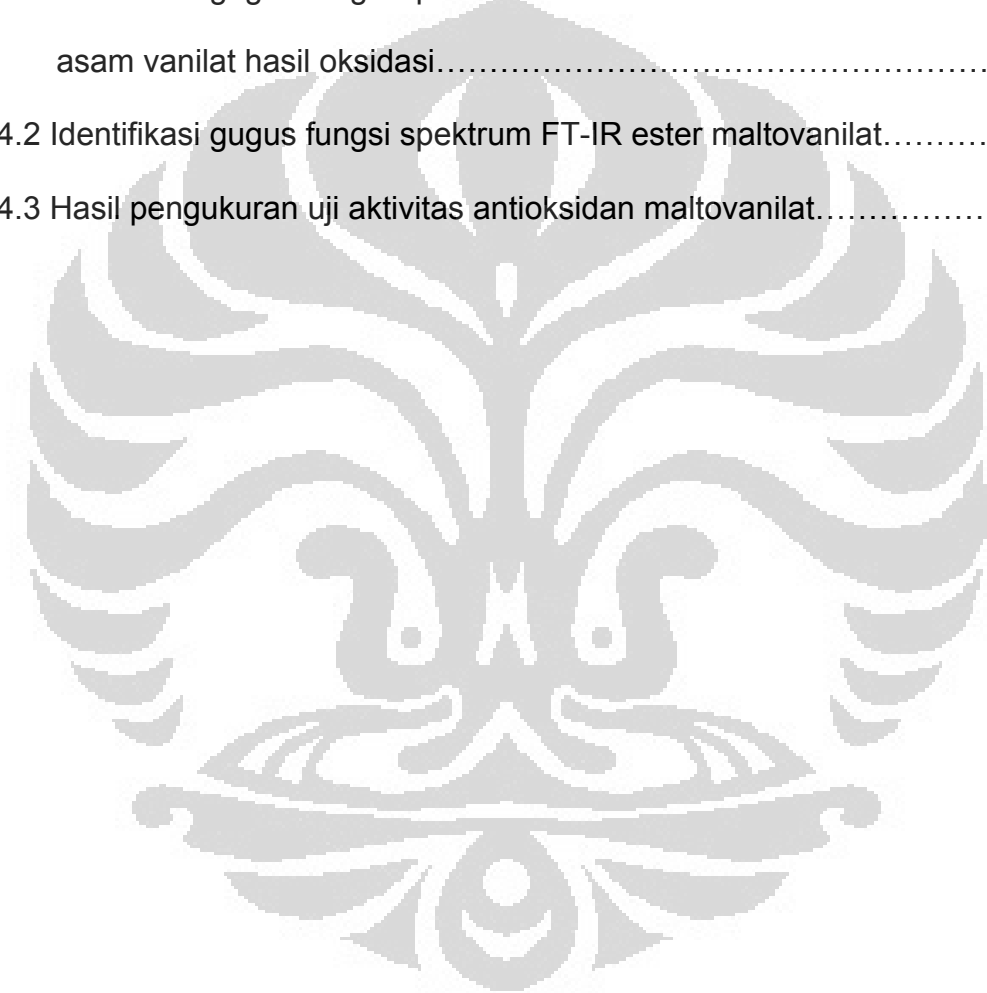 asam vanilat hasil oksidasi……………………………………………………
4.2 Identifikasi gugus fungsi spektrum FT-IR ester maltovanilat…………
4.3 Hasil pengukuran uji aktivitas antioksidan maltovanilat………………